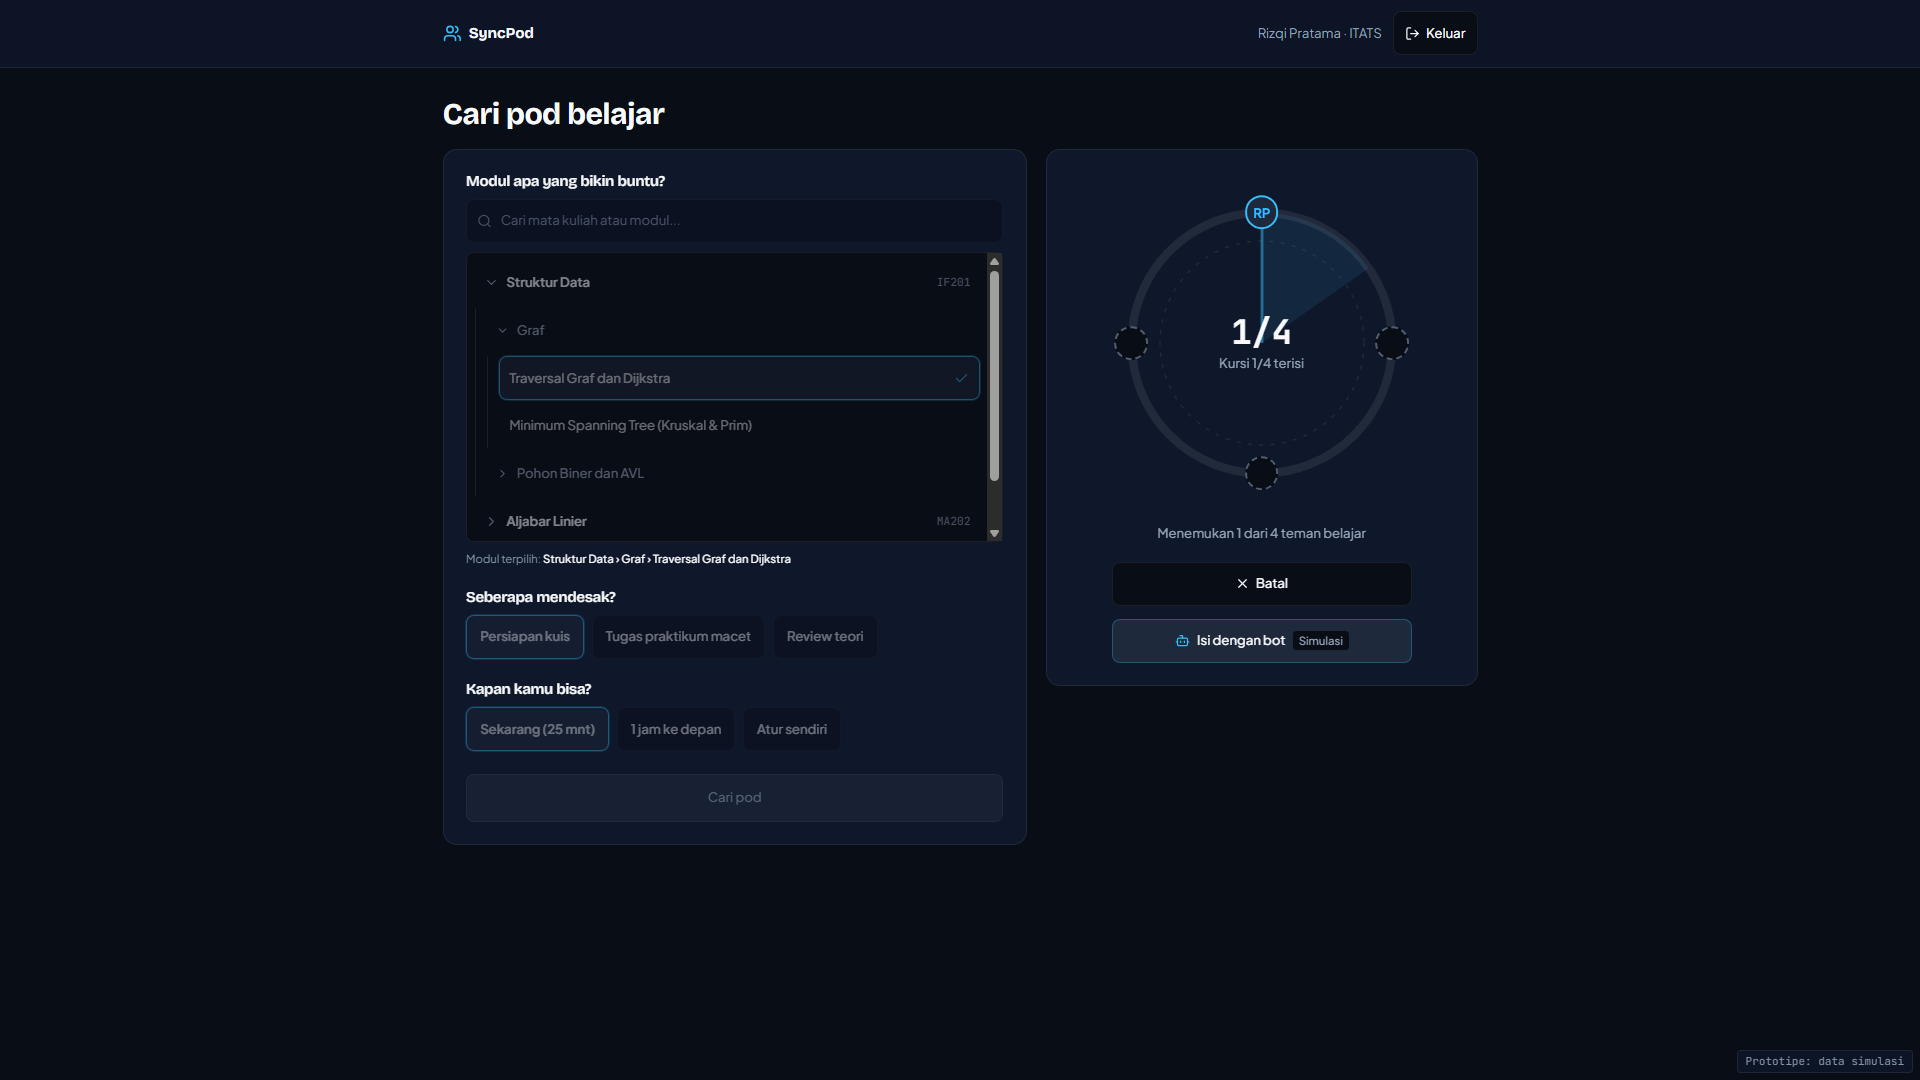 SyncPod
Rizqi Pratama · ITATS
Keluar
Cari pod belajar
Modul apa yang bikin buntu?
Cari mata kuliah atau modul...
Struktur Data IF201
Graf
Traversal Graf dan Dijkstra
Minimum Spanning Tree (Kruskal & Prim)
Pohon Biner dan AVL
Aljabar Linier MA202
Modul terpilih: Struktur Data › Graf › Traversal Graf dan Dijkstra
Seberapa mendesak?
Persiapan kuis Tugas praktikum macet Review teori
Kapan kamu bisa?
Sekarang (25 mnt) 1 jam ke depan Atur sendiri
Cari pod
RP
1/4
Kursi 1/4 terisi
Menemukan 1 dari 4 teman belajar
Batal
Isi dengan bot Simulasi
Prototipe: data simulasi